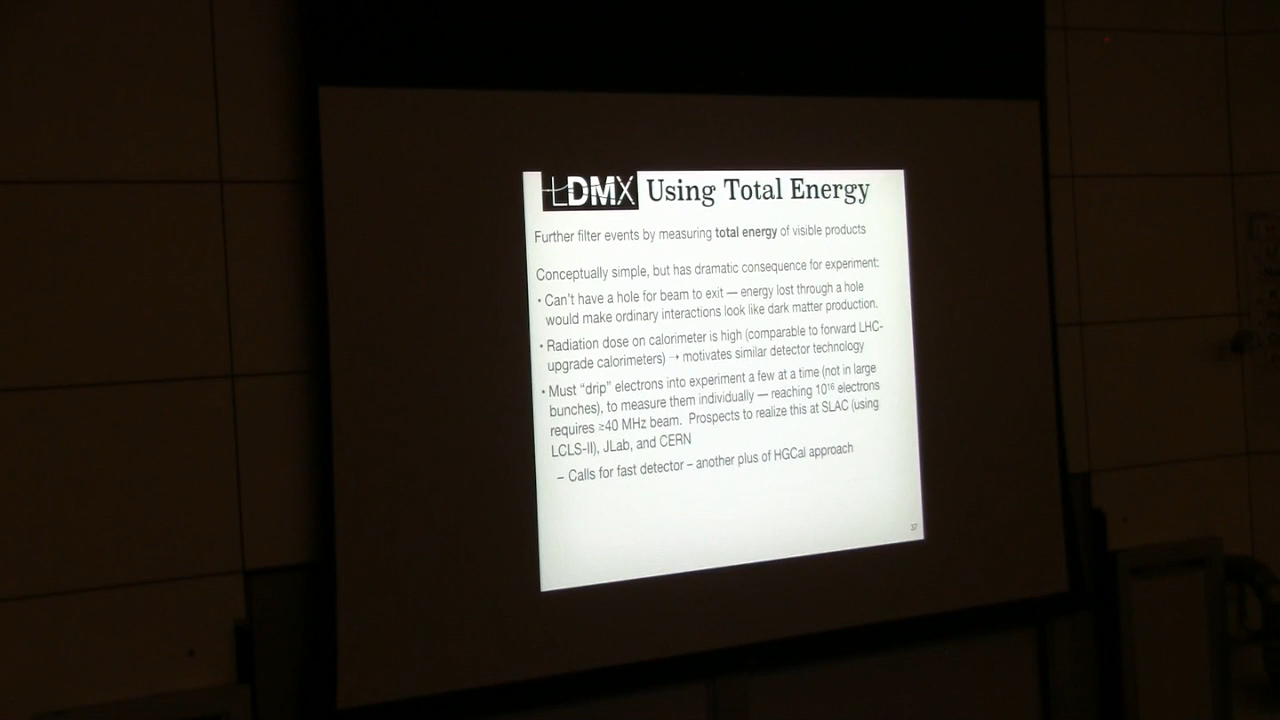 LDMX Using Total Energy
Further filter events by measuring total energy of visible products
Conceptually simple, but has dramatic consequence for experiment:
• Can't have a hole for beam to exit — energy lost through a hole
would make ordinary interactions look like dark matter production.
• Radiation dose on calorimeter is high (comparable to forward LHC-
upgrade calorimeters) → motivates similar detector technology
• Must “drip” electrons into experiment a few at a time (not in large
bunches), to measure them individually — reaching 10¹⁶ electrons
requires ≥40 MHz beam. Prospects to realize this at SLAC (using
LCLS-II), JLab, and CERN
– Calls for fast detector – another plus of HGCal approach
37